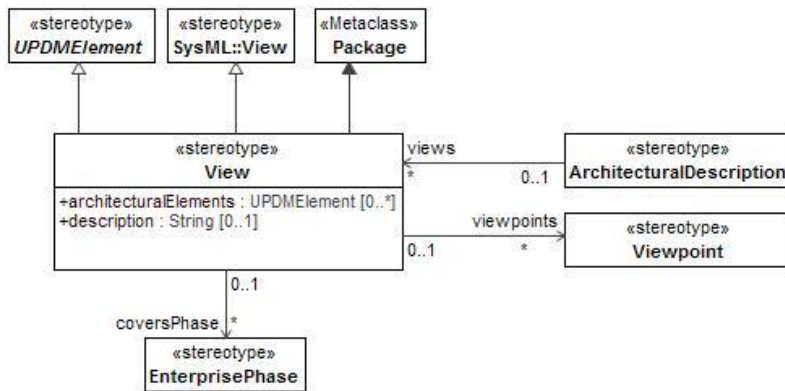 «stereotype»
UPDMElement
«stereotype»
SysML::View
«Metaclass»
Package
«stereotype»
View
+architecturalElements : UPDMElement [0..*]
+description : String [0..1]
views
*
0..1
«stereotype»
ArchitecturalDescription
viewpoints
0..1
*
«stereotype»
Viewpoint
0..1
coversPhase
*
«stereotype»
EnterprisePhase